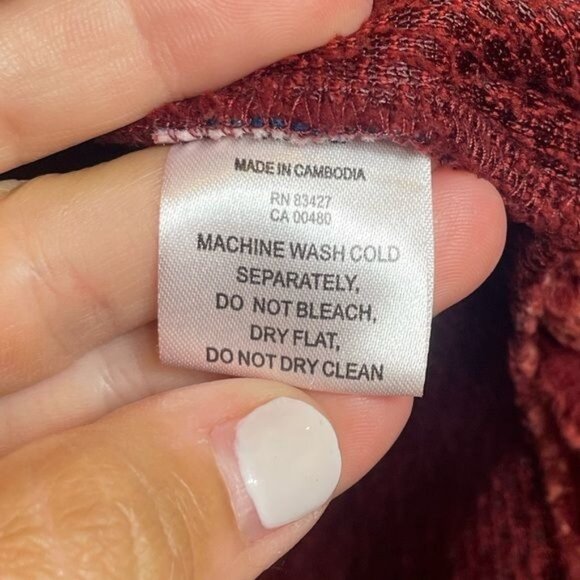 MADE IN CAMBODIA
RN 83427
CA 00480
MACHINE WASH COLD
SEPARATELY,
DO NOT BLEACH,
DRY FLAT,
DO NOT DRY CLEAN